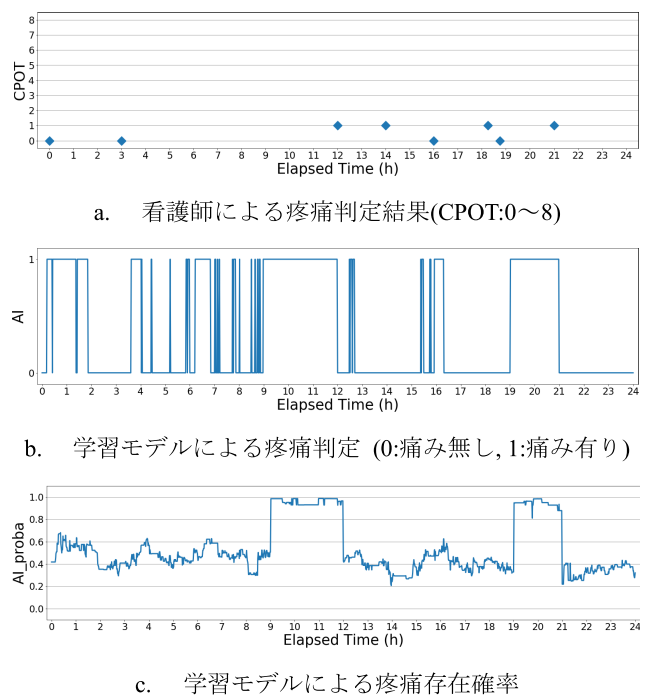 8
7
6
5
4
3
2
1
0
CPOT
0 1 2 3 4 5 6 7 8 9 10 11 12 13 14 15 16 17 18 19 20 21 22 23 24
Elapsed Time (h)
a. 看護師による疼痛判定結果(CPOT:0～8)
1
AI
0
0 1 2 3 4 5 6 7 8 9 10 11 12 13 14 15 16 17 18 19 20 21 22 23 24
Elapsed Time (h)
b. 学習モデルによる疼痛判定 (0:痛み無し, 1:痛み有り)
1.0
0.8
0.6
0.4
0.2
0.0
AI_proba
0 1 2 3 4 5 6 7 8 9 10 11 12 13 14 15 16 17 18 19 20 21 22 23 24
Elapsed Time (h)
c. 学習モデルによる疼痛存在確率